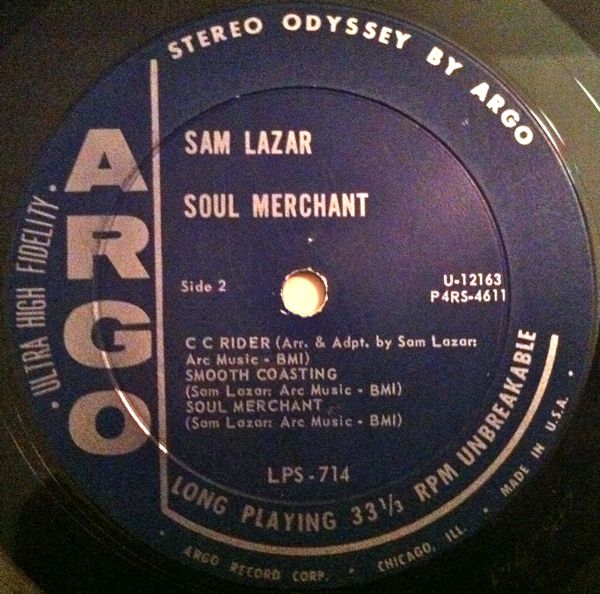 STEREO ODYSSEY BY ARGO
· ULTRA HIGH FIDELITY ·
ARGO
SAM LAZAR
SOUL MERCHANT
Side 2
U-12163
P4RS-4611
C C RIDER (Arr. & Adpt. by Sam Lazar:
Arc Music - BMI)
SMOOTH COASTING
(Sam Lazar: Arc Music - BMI)
SOUL MERCHANT
(Sam Lazar: Arc Music - BMI)
LPS-714
LONG PLAYING 33 1/3 RPM UNBREAKABLE
· ARGO RECORD CORP. · CHICAGO, ILL. · MADE IN U.S.A. ·